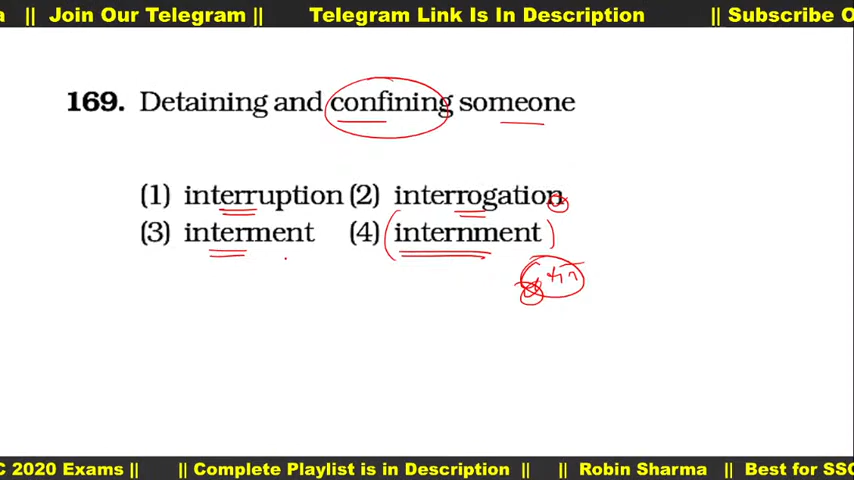 a || Join Our Telegram || Telegram Link Is In Description || Subscribe O
169. Detaining and confining someone
(1) interruption (2) interrogation
(3) interment (4) internment
C 2020 Exams || || Complete Playlist is in Description || || Robin Sharma || Best for SSC